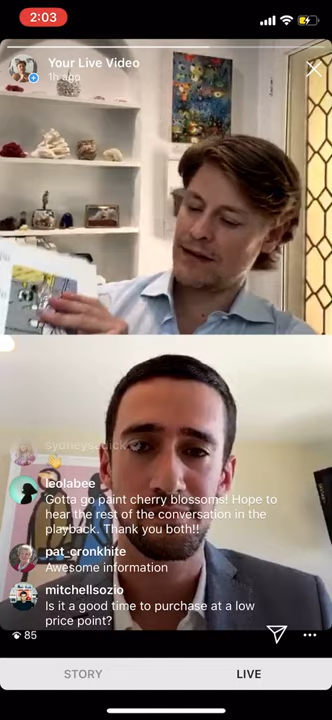 2:03
Your Live Video
1h ago
leolabee
Gotta go paint cherry blossoms! Hope to
hear the rest of the conversation in the
playback. Thank you both!!
pat_cronkhite
Awesome information
mitchellsozio
Is it a good time to purchase at a low
price point?
85
STORY
LIVE